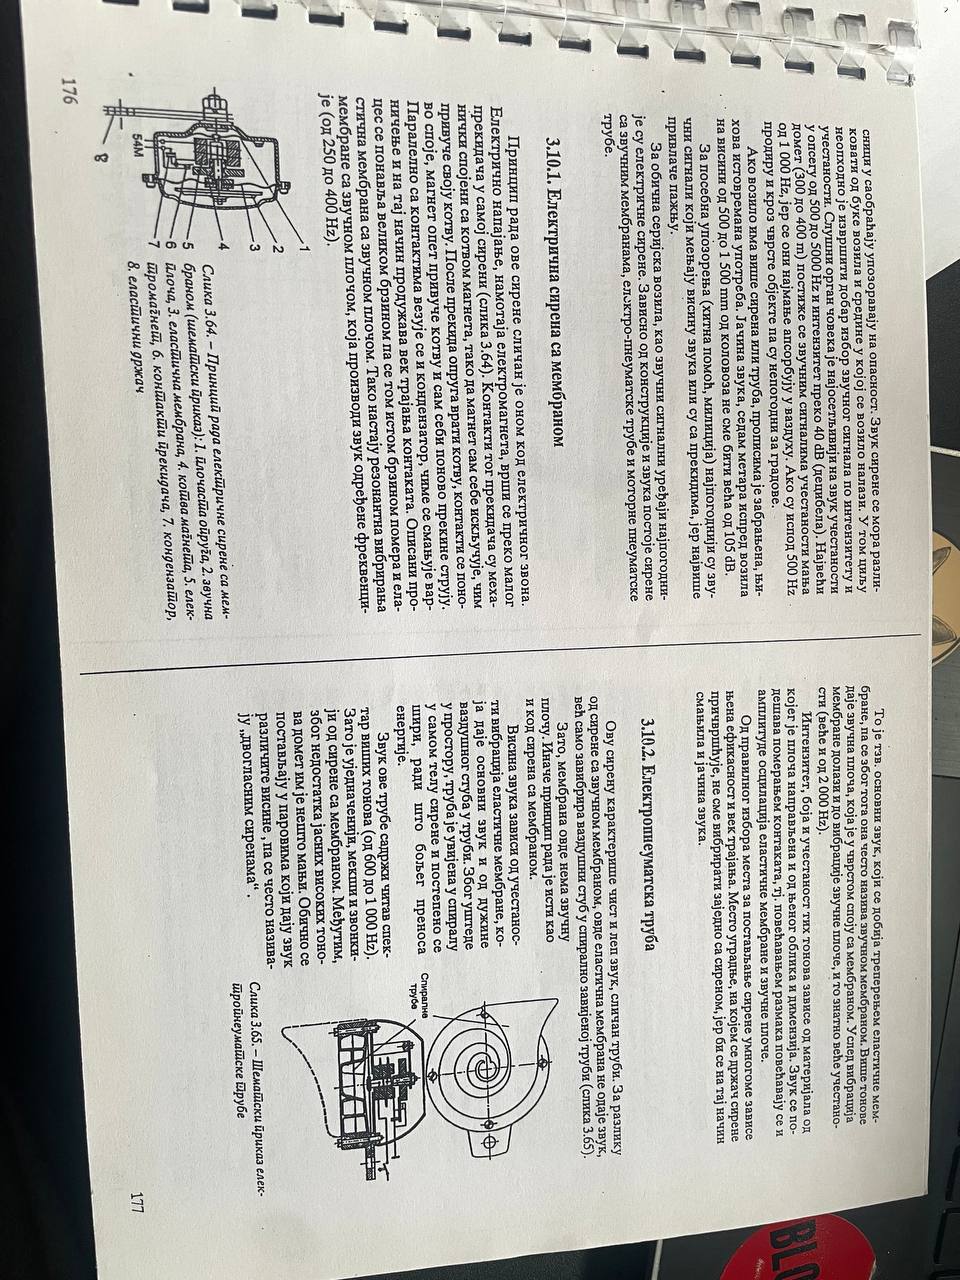 сници у саобраћају упозоравају на опасност. Звук сирене се мора разли-
ковати од буке возила и средине у којој се возило налази. У том циљу
неопходно је извршити добар избор звучног сигнала по интензитету и
учестаности. Слушни орган човека је најосетљивији на звук учестаности
у опсегу од 500 до 5000 Hz и интензитет преко 40 dB (децибела). Највећи
домет (300 до 400 m) постиже се звучним сигналима учестаности мања
од 1 000 Hz, јер се они најмање апсорбују у ваздуху. Ако су испод 500 Hz
продиру и кроз чврсте објекте па су непогодни за градове.
Ако возило има више сирена или труба, прописима је забрањена, њи-
хова истовремана употреба. Јачина звука, седам метара испред возила
на висини од 500 до 1 500 mm од коловоза не сме бити већа од 105 dB.
За посебна упозорења (хитна помоћ, милиција) најпогоднији су зву-
чни сигнали који мењају висину звука или су са прекидима, јер највише
привлаче пажњу.
За обична серијска возила, као звучни сигнални уређаји најпогодни-
је су електричне сирене. Зависно од конструкције и звука постоје сирене
са звучним мембранама, електро-пнеуматске трубе и моторне пнеуматске
трубе.
3.10.1. Електрична сирена са мембраном
Принцип рада ове сирене сличан је оном код електричног звона.
Електрично напајање, намотаја електромагнета, врши се преко малог
прекидача у самој сирени (слика 3.64). Контакти тог прекидача су меха-
нички спојени са котвом магнета, тако да магнет сам себе искључује, чим
привуче своју котву. После прекида опруга врати котву, контакти се поно-
во споје, магнет опет привуче котву и сам себи поново прекине струју.
Паралелно са контактима везује се и кондензатор, чиме се смањује вар-
ничење и на тај начин продужава век трајања контаката. Описани про-
цес се понавља великом брзином па се том истом брзином помера и ела-
стична мембрана са звучном плочом. Тако настају резонантна вибрирања
мембране са звучном плочом, која производи звук одређене фреквенци-
је (од 250 до 400 Hz).
1
2
3
4
5
6
7
8
54M
Слика 3.64. – Принцип рада електричне сирене са мем-
браном (шематски приказ): 1. плочаста опруга, 2. звучна
плоча, 3. еластична мембрана, 4. котва магнета, 5. елек-
тромагнет, 6. контакти прекидача, 7. кондензатор,
8. еластични држач
176
То је тзв. основни звук, који се добија треперењем еластичне мем-
бране, па се због тога она често назива звучном мембраном. Више тонове
даје звучна плоча, која је у чврстом споју са мембраном. Услед вибрација
мембране долази и до вибрације звучне плоче, и то знатно веће учестано-
сти (веће и од 2 000 Hz).
Интензитет, боја и учестаност тих тонова зависе од материјала од
којег је плоча направљена и од њеног облика и димензија. Звук се по-
дешава померањем контаката, тј. повећавањем размака повећавају се и
амплитуде осцилација еластичне мембране и звучне плоче.
Од правилног избора места за постављање сирене умногоме зависе
њена ефикасност и век трајања. Место уградње, на којем се држач сирене
причвршћује, не сме вибрирати заједно са сиреном, јер би се на тај начин
смањила и јачина звука.
3.10.2. Електропнеуматска труба
Ову сирену карактерише чист и леп звук, сличан труби. За разлику
од сирене са звучном мембраном, овде еластична мембрана не одаје звук,
већ само завибрира ваздушни стуб у спирално завијеној труби (слика 3.65).
Зато, мембрана овде нема звучну
плочу. Иначе принцип рада је исти као
и код сирена са мембраном.
Висина звука зависи од учестанос-
ти вибрација еластичне мембране, ко-
ја даје основни звук и од дужине
ваздушног стуба у труби. Због уштеде
у простору, труба је увијена у спиралу
у самом телу сирене и постепено се
шири, ради што бољег преноса
енергије.
Звук ове трубе садржи читав спек-
тар виших тонова (од 600 до 1 000 Hz),
Зато је уједначенији, мекши и звонки-
ји од сирене са мембраном. Међутим,
због недостатка јасних високих тоно-
ва домет им је нешто мањи. Обично се
постављају у паровима који дају звук
различите висине , па се често назива-
ју „двогласним сиренама“.
Спиралне
трубе
Слика 3.65. – Шематски приказ елек-
тропнеуматске трубе
177
BLO